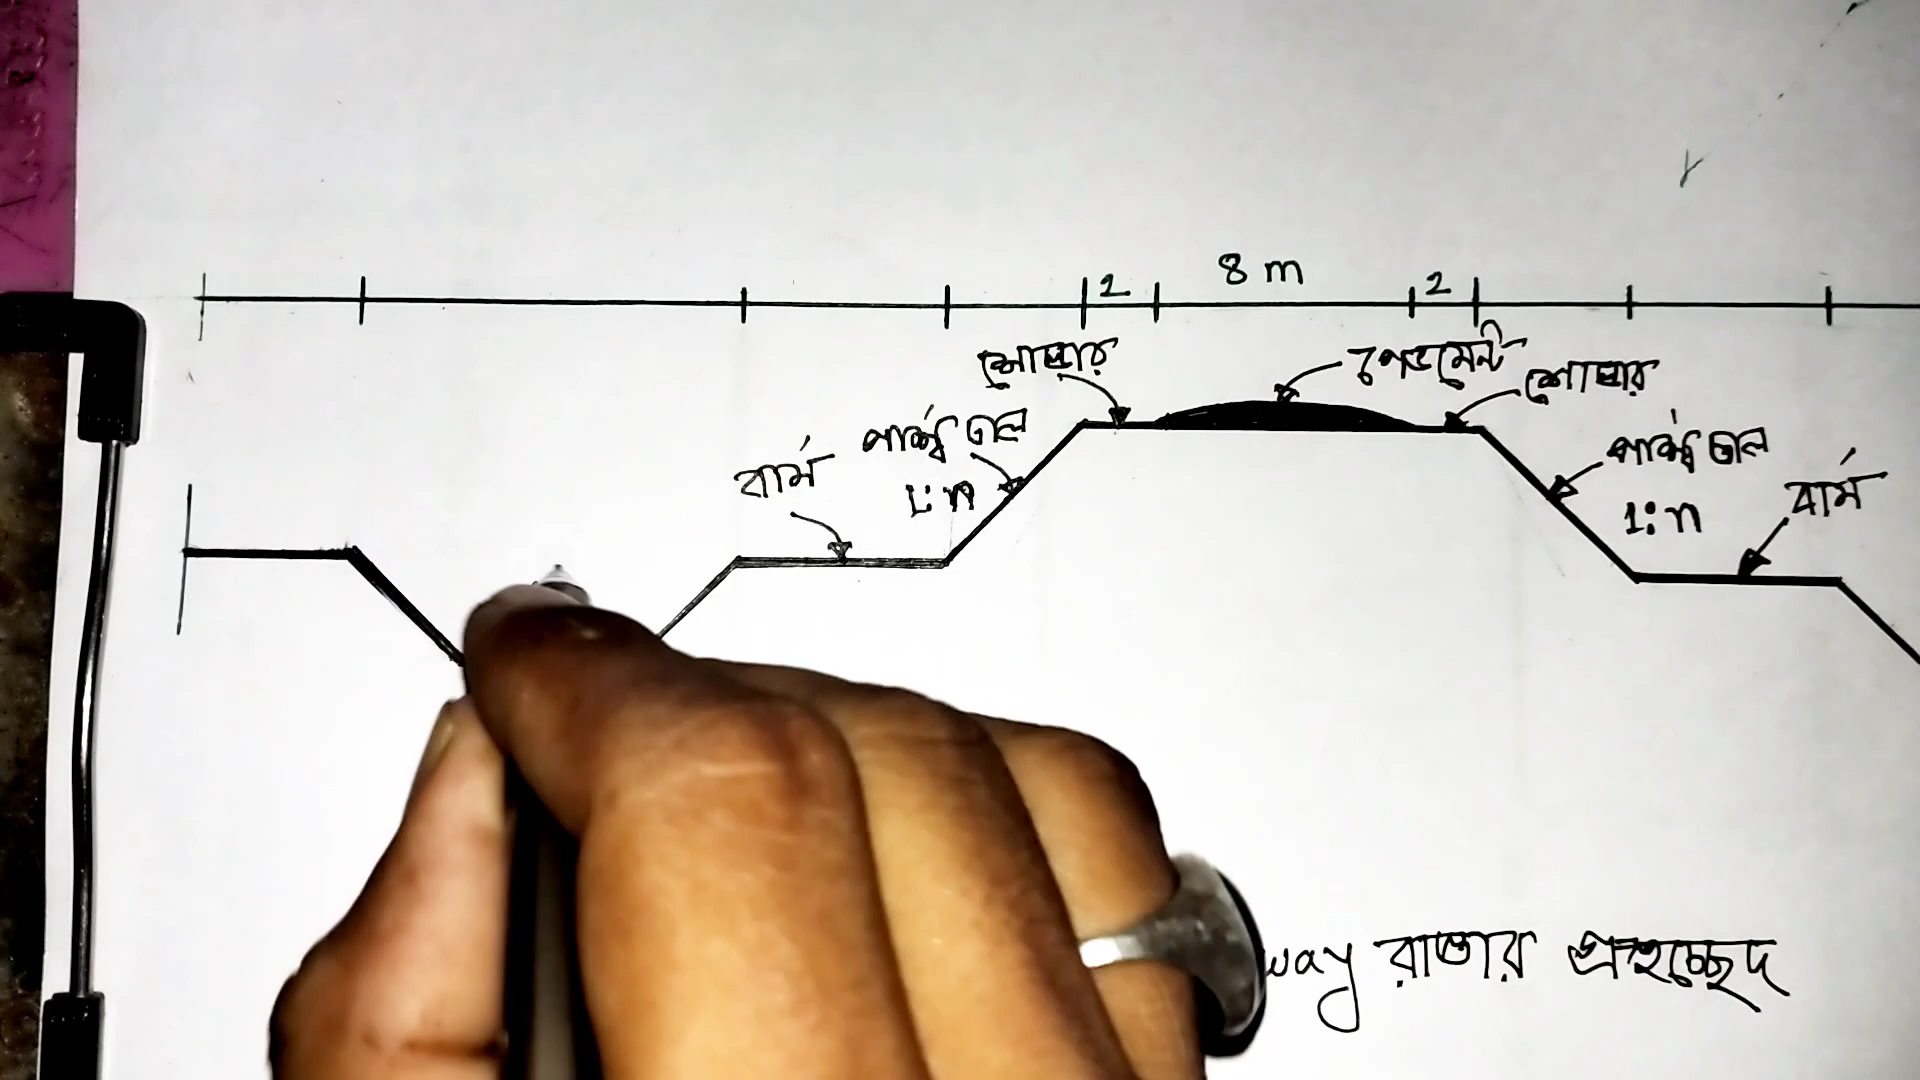 2 8 m 2
শোল্ডার পেভমেন্ট শোল্ডার
পার্শ্ব ঢাল
1:n
বার্ম
পার্শ্ব ঢাল
1:n
বার্ম
way রাস্তার প্রস্থচ্ছেদ